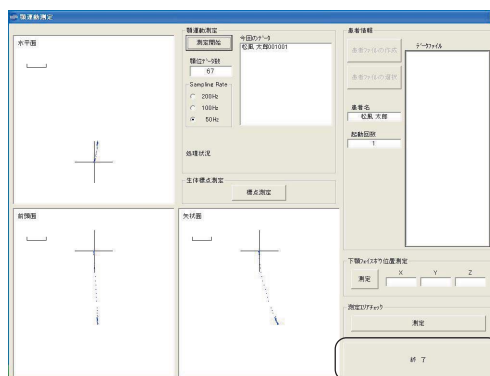 顎運動測定
水平面
前頭面
矢状面
顎運動測定
測定開始
今回のデータ
松風 太郎001001
顎位データ数
67
Sampling Rate
200Hz
100Hz
50Hz
処理状況
生体標点測定
標点測定
患者情報
患者ファイルの作成
患者ファイルの選択
データファイル
患者名
松風 太郎
起動回数
1
下顎フェイスボウ位置測定
測定
X Y Z
測定エリアチェック
測定
終 了